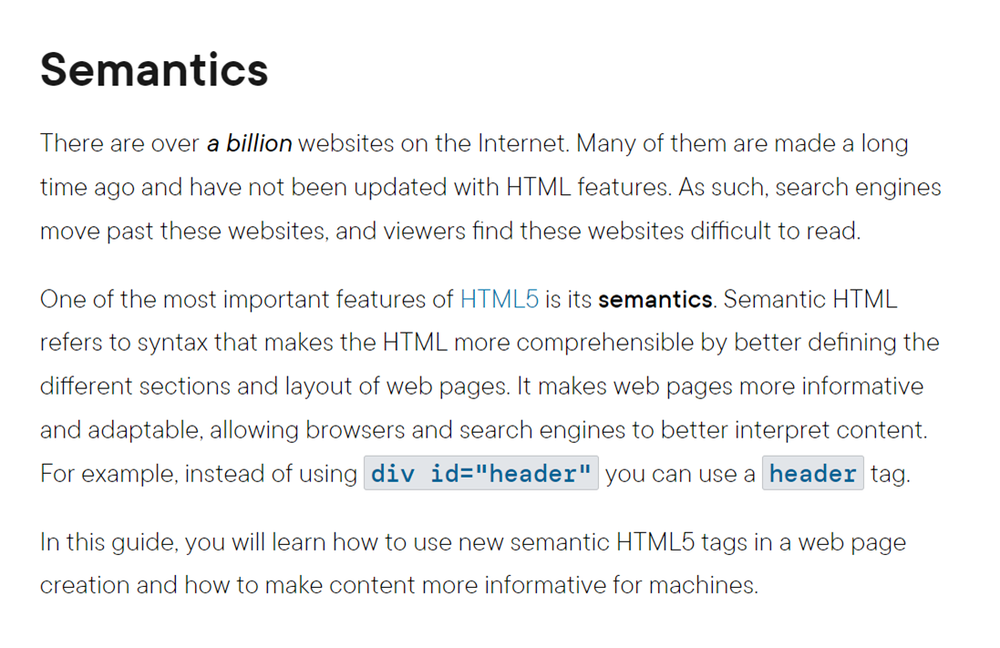 Semantics
There are over a billion websites on the Internet. Many of them are made a long
time ago and have not been updated with HTML features. As such, search engines
move past these websites, and viewers find these websites difficult to read.
One of the most important features of HTML5 is its semantics. Semantic HTML
refers to syntax that makes the HTML more comprehensible by better defining the
different sections and layout of web pages. It makes web pages more informative
and adaptable, allowing browsers and search engines to better interpret content.
For example, instead of using div id="header" you can use a header tag.
In this guide, you will learn how to use new semantic HTML5 tags in a web page
creation and how to make content more informative for machines.